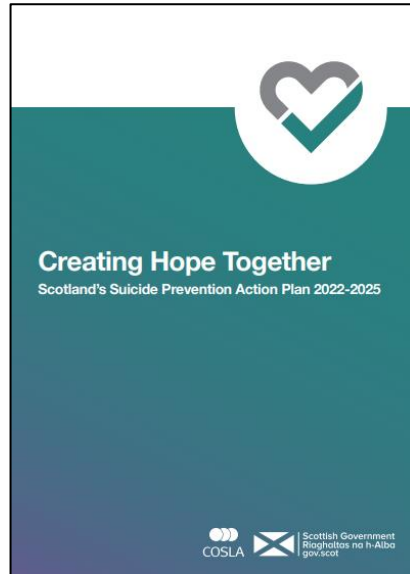 Creating Hope Together
Scotland's Suicide Prevention Action Plan 2022-2025
COSLA
Scottish Government
Riaghaltas na h-Alba
gov.scot